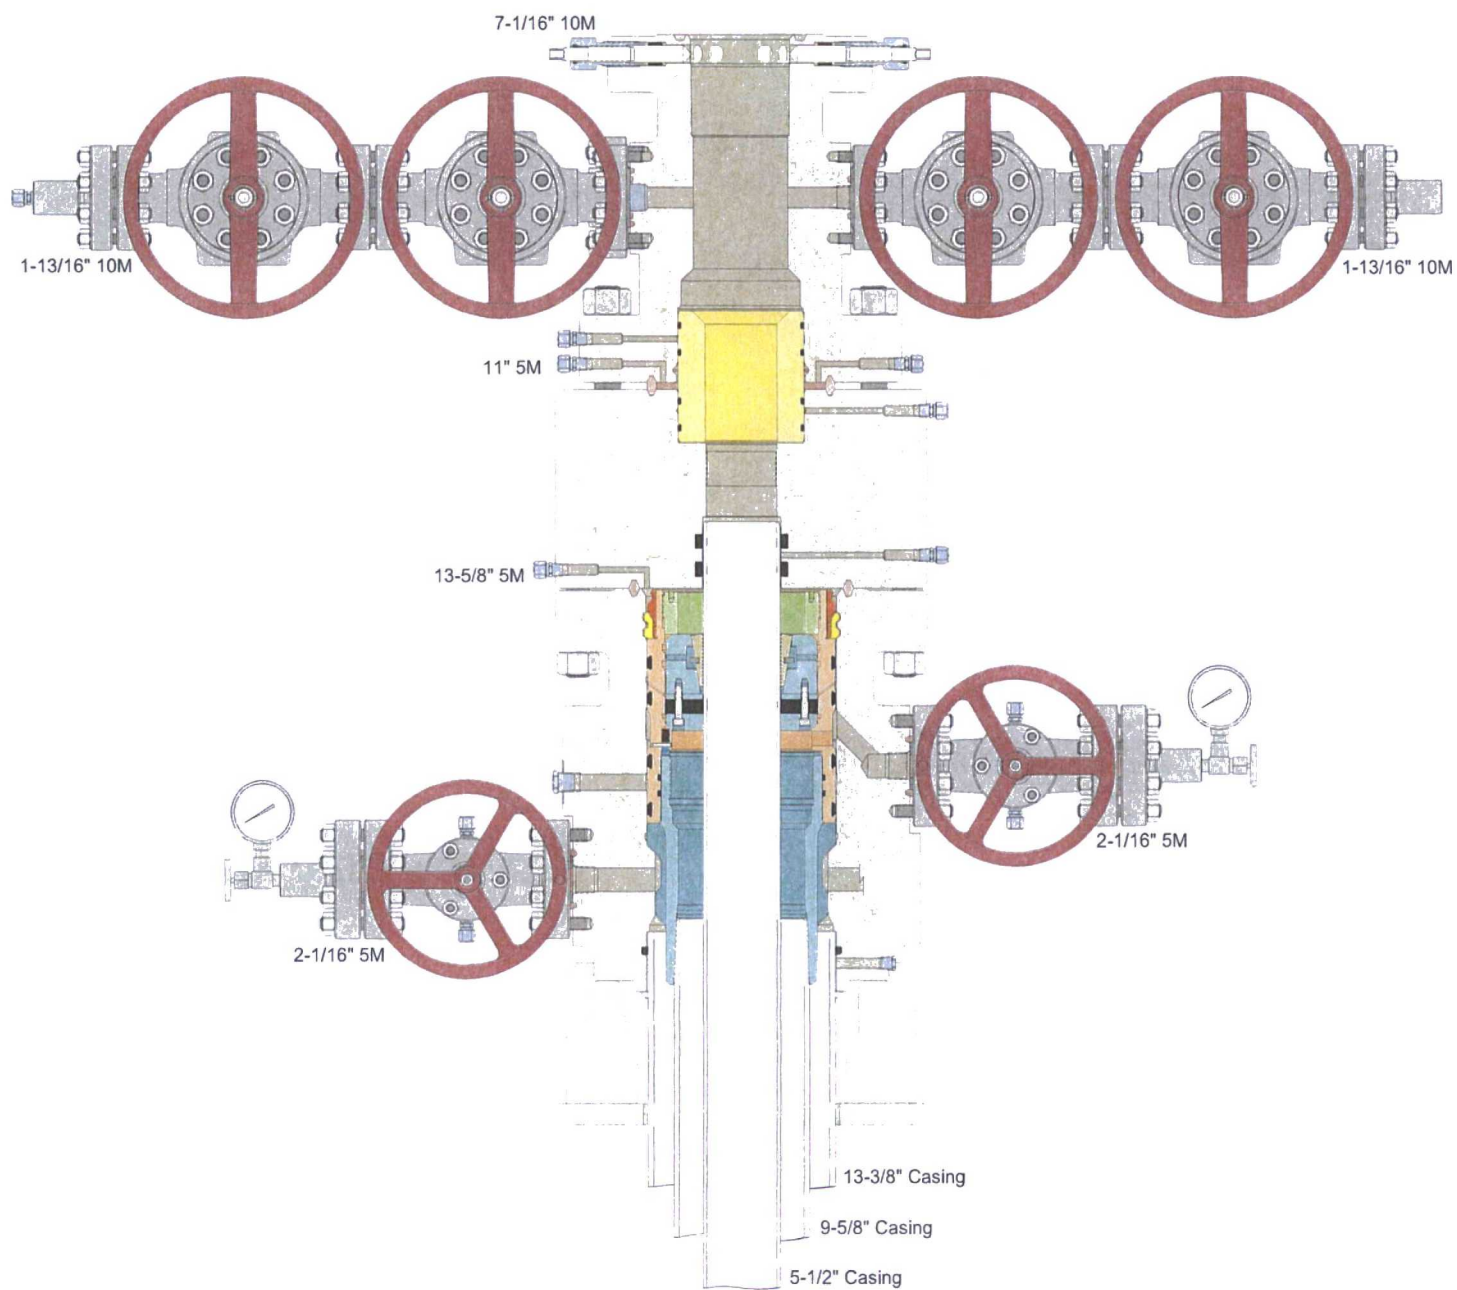 7-1/16" 10M
1-13/16" 10M
1-13/16" 10M
11" 5M
13-5/8" 5M
2-1/16" 5M
2-1/16" 5M
13-3/8" Casing
9-5/8" Casing
5-1/2" Casing